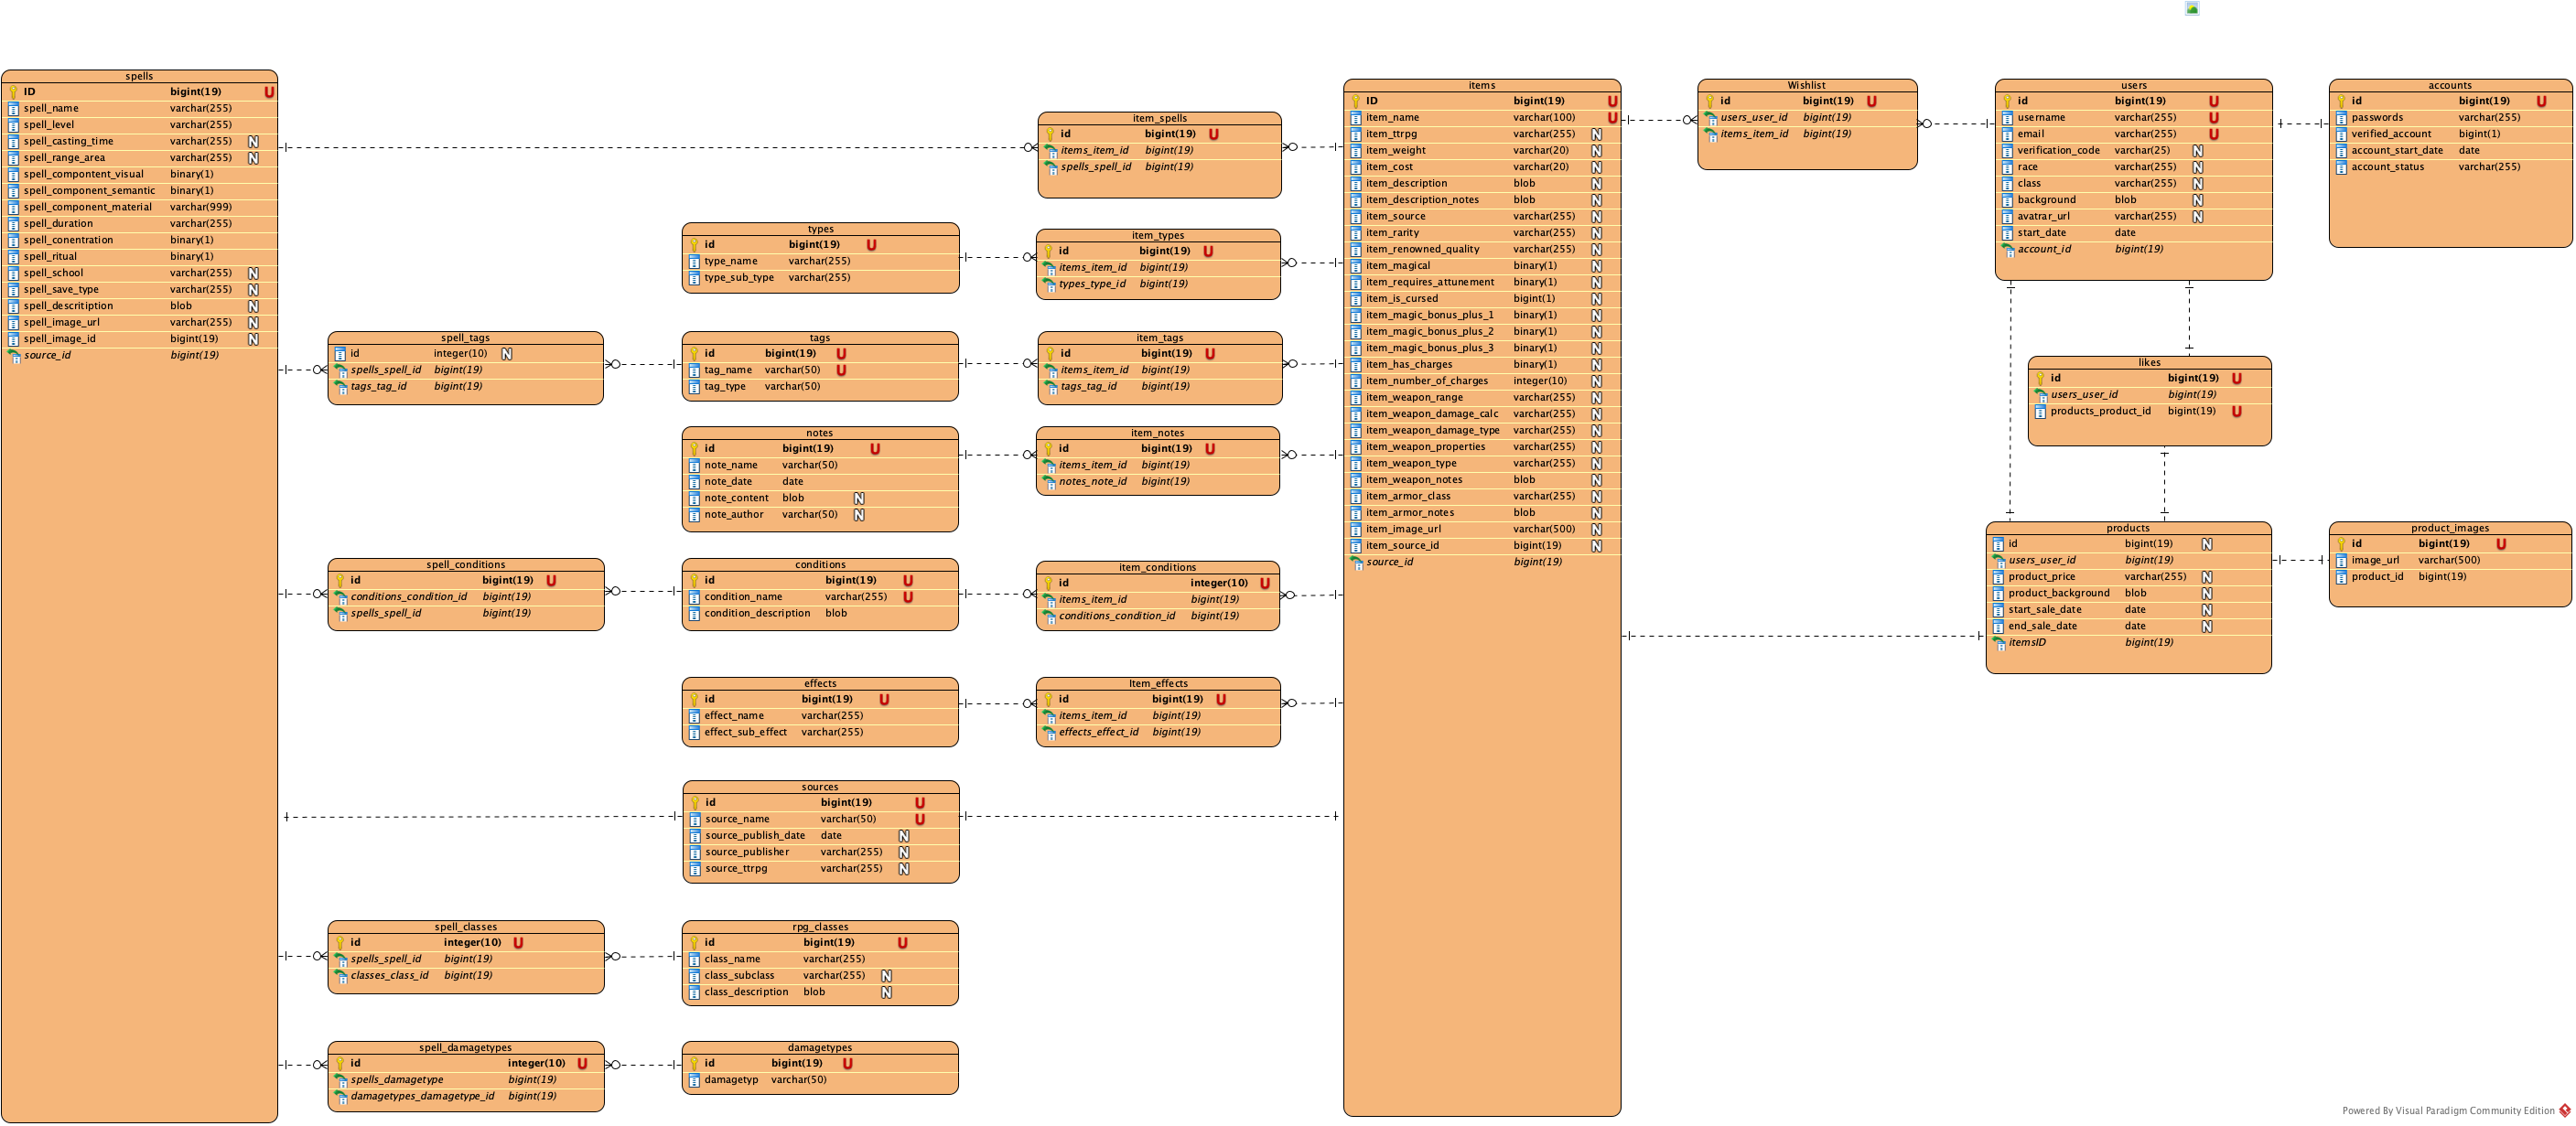 spells
ID bigint(19) U
spell_name varchar(255)
spell_level varchar(255)
spell_casting_time varchar(255) N
spell_range_area varchar(255) N
spell_compontent_visual binary(1)
spell_component_semantic binary(1)
spell_component_material varchar(999)
spell_duration varchar(255)
spell_conentration binary(1)
spell_ritual binary(1)
spell_school varchar(255) N
spell_save_type varchar(255) N
spell_descritiption blob N
spell_image_url varchar(255) N
spell_image_id bigint(19) N
source_id bigint(19)
spell_tags
id integer(10) N
spells_spell_id bigint(19)
tags_tag_id bigint(19)
spell_conditions
id bigint(19) U
conditions_condition_id bigint(19)
spells_spell_id bigint(19)
spell_classes
id integer(10) U
spells_spell_id bigint(19)
classes_class_id bigint(19)
spell_damagetypes
id integer(10) U
spells_damagetype bigint(19)
damagetypes_damagetype_id bigint(19)
types
id bigint(19) U
type_name varchar(255)
type_sub_type varchar(255)
tags
id bigint(19) U
tag_name varchar(50) U
tag_type varchar(50)
notes
id bigint(19) U
note_name varchar(50)
note_date date
note_content blob N
note_author varchar(50) N
conditions
id bigint(19) U
condition_name varchar(255) U
condition_description blob
effects
id bigint(19) U
effect_name varchar(255)
effect_sub_effect varchar(255)
sources
id bigint(19) U
source_name varchar(50) U
source_publish_date date N
source_publisher varchar(255) N
source_ttrpg varchar(255) N
rpg_classes
id bigint(19) U
class_name varchar(255)
class_subclass varchar(255) N
class_description blob N
damagetypes
id bigint(19) U
damagetyp varchar(50)
item_spells
id bigint(19) U
items_item_id bigint(19)
spells_spell_id bigint(19)
item_types
id bigint(19) U
items_item_id bigint(19)
types_type_id bigint(19)
item_tags
id bigint(19) U
items_item_id bigint(19)
tags_tag_id bigint(19)
item_notes
id bigint(19) U
items_item_id bigint(19)
notes_note_id bigint(19)
item_conditions
id integer(10) U
items_item_id bigint(19)
conditions_condition_id bigint(19)
Item_effects
id bigint(19) U
items_item_id bigint(19)
effects_effect_id bigint(19)
items
ID bigint(19) U
item_name varchar(100) U
item_ttrpg varchar(255) N
item_weight varchar(20) N
item_cost varchar(20) N
item_description blob N
item_description_notes blob N
item_source varchar(255) N
item_rarity varchar(255) N
item_renowned_quality varchar(255) N
item_magical binary(1) N
item_requires_attunement binary(1) N
item_is_cursed bigint(1) N
item_magic_bonus_plus_1 binary(1) N
item_magic_bonus_plus_2 binary(1) N
item_magic_bonus_plus_3 binary(1) N
item_has_charges binary(1) N
item_number_of_charges integer(10) N
item_weapon_range varchar(255) N
item_weapon_damage_calc varchar(255) N
item_weapon_damage_type varchar(255) N
item_weapon_properties varchar(255) N
item_weapon_type varchar(255) N
item_weapon_notes blob N
item_armor_class varchar(255) N
item_armor_notes blob N
item_image_url varchar(500) N
item_source_id bigint(19) N
source_id bigint(19)
Wishlist
id bigint(19) U
users_user_id bigint(19)
items_item_id bigint(19)
users
id bigint(19) U
username varchar(255) U
email varchar(255) U
verification_code varchar(25) N
race varchar(255) N
class varchar(255) N
background blob N
avatrar_url varchar(255) N
start_date date
account_id bigint(19)
accounts
id bigint(19) U
passwords varchar(255)
verified_account bigint(1)
account_start_date date
account_status varchar(255)
likes
id bigint(19) U
users_user_id bigint(19)
products_product_id bigint(19) U
products
id bigint(19) N
users_user_id bigint(19)
product_price varchar(255) N
product_background blob N
start_sale_date date N
end_sale_date date N
itemsID bigint(19)
product_images
id bigint(19) U
image_url varchar(500)
product_id bigint(19)
Powered By Visual Paradigm Community Edition